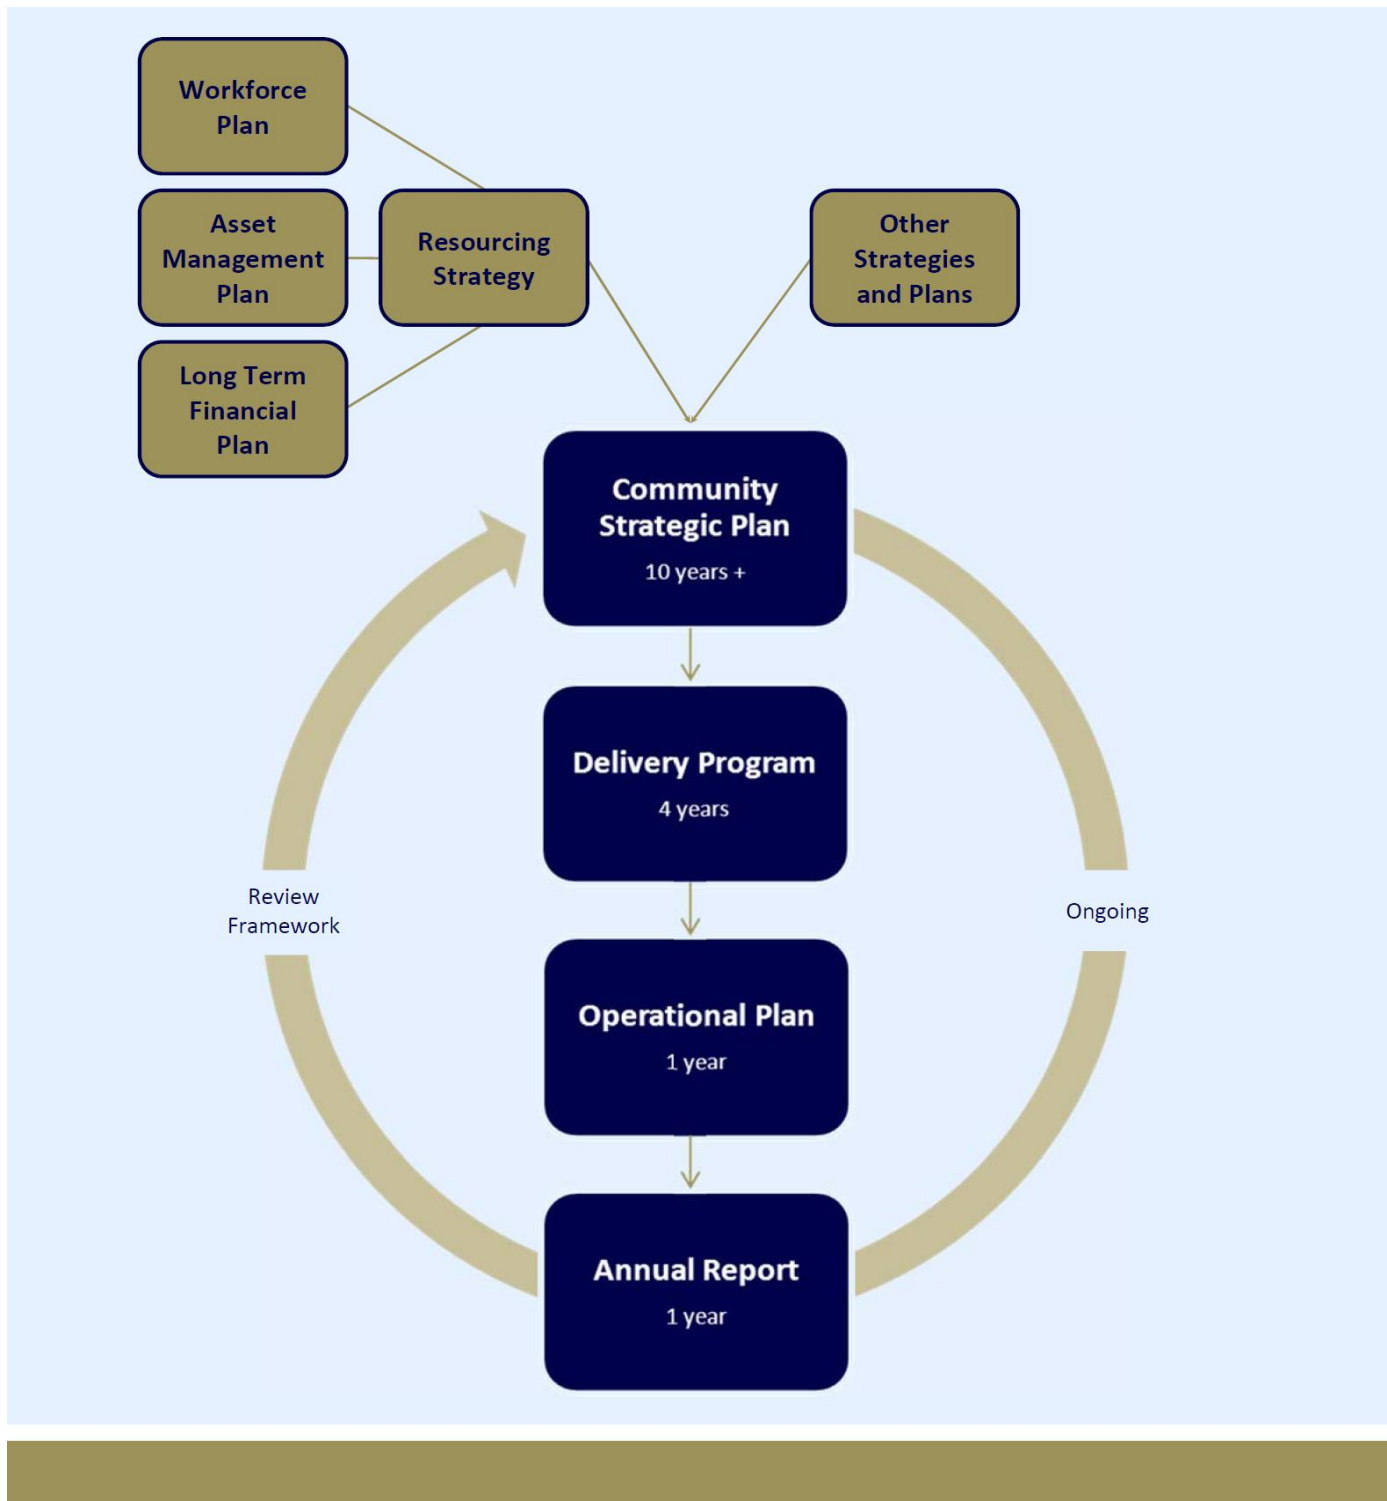 Workforce
Plan
Asset
Management
Plan
Long Term
Financial
Plan
Resourcing
Strategy
Other
Strategies
and Plans
Community
Strategic Plan
10 years +
Delivery Program
4 years
Review
Framework
Ongoing
Operational Plan
1 year
Annual Report
1 year